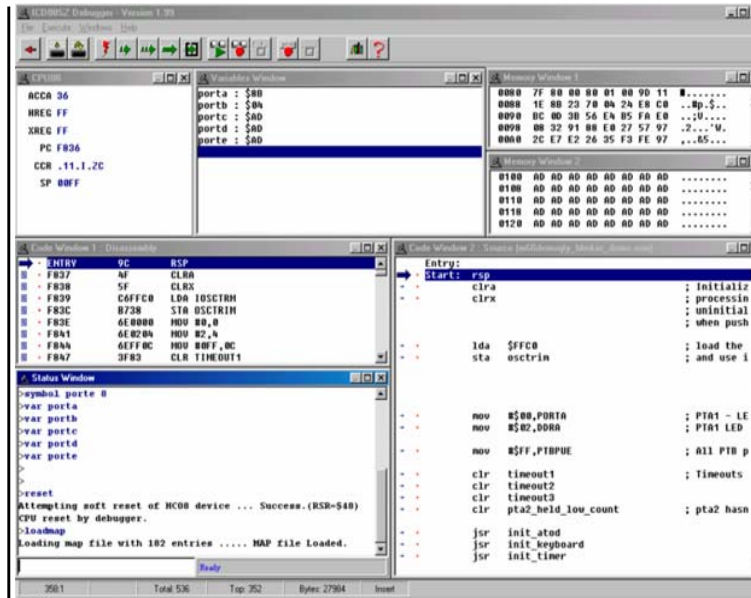 ICD08SZ Debugger - Version 1.99
File Execute Windows Help
CPU08
ACCA 36
HREG FF
XREG FF
PC F836
CCR .11.I.ZC
SP 00FF
Variables Window
porta : $8B
portb : $04
portc : $AD
portd : $AD
porte : $AD
Memory Window 1
0080 7F 80 00 80 01 00 9D 11
0088 1E 8B 23 70 04 24 E8 C0 ..#p.$..
0090 BC 0D 3B 56 E4 B5 FA E0 ..;V....
0098 08 32 91 88 E0 27 57 97 .2...'W.
00A0 2C E7 E2 26 35 F3 FE 97 ,..&5...
Memory Window 2
0100 AD AD AD AD AD AD AD AD ........
0108 AD AD AD AD AD AD AD AD ........
0110 AD AD AD AD AD AD AD AD ........
0118 AD AD AD AD AD AD AD AD ........
0120 AD AD AD AD AD AD AD AD ........
Code Window 1 : Disassembly
ENTRY 9C RSP
F837 4F CLRA
F838 5F CLRX
F839 C6FFC0 LDA IOSCTRM
F83C B738 STA OSCTRIM
F83E 6E0000 MOV #0,0
F841 6E0204 MOV #2,4
F844 6EFF0C MOV #0FF,0C
F847 3F83 CLR TIMEOUT1
Code Window 2 : Source
Entry:
Start: rsp
clra ; Initializ
clrx ; processin
; uninitial
; when push
lda $FFC0 ; load the
sta osctrim ; and use i
mov #$00,PORTA ; PTA1 - LE
mov #$02,DDRA ; PTA1 LED
mov #$FF,PTBPUE ; All PTB p
clr timeout1 ; Timeouts
clr timeout2
clr timeout3
clr pta2_held_low_count ; pta2 hasn
jsr init_atod
jsr init_keyboard
jsr init_timer
Status Window
>symbol porte 8
>var porta
>var portb
>var portc
>var portd
>var porte
>
>
>reset
Attempting soft reset of HC08 device ... Success.(RSR=$40)
CPU reset by debugger.
>loadmap
Loading map file with 182 entries ..... MAP file Loaded.
Ready
358:1 Total: 536 Top: 352 Bytes: 27984 Insert